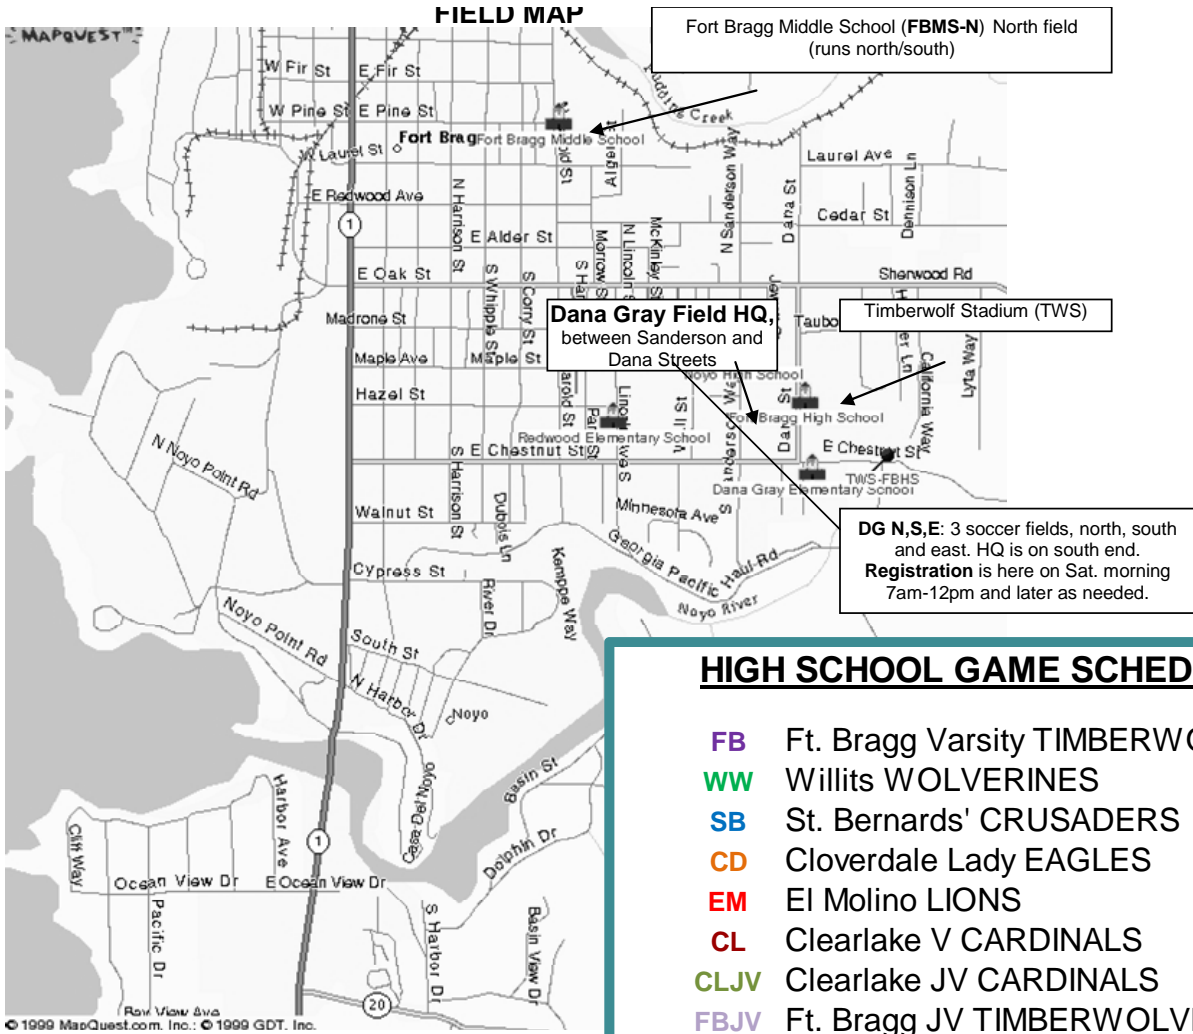 FIELD MAP
MAPQUEST™
Fort Bragg Middle School (FBMS-N) North field
(runs north/south)
W Fir St
E Fir St
W Pine St
E Pine St
Pudding Creek
Fort Brag
Fort Bragg Middle School
W Laurel St
Laurel Ave
E Redwood Ave
Cedar St
N Harrison St
N Sanderson Way
Dana St
Dennison Ln
1
E Alder St
E Oak St
Sherwood Rd
S Whipple St
S Corry St
N Lincoln S
McKinley St
Madrone St
Dana Gray Field HQ,
between Sanderson and
Dana Streets
Timberwolf Stadium (TWS)
Taubo
Maple Ave
Maple St
Noyo High School
California Way
Lyta Way
Hazel St
Fort Bragg High School
Redwood Elementary School
N Noyo Point Rd
E Chestnut St
E Chestnut St
TWS-FBHS
Dana Gray Elementary School
S Harrison St
Walnut St
Dubois Ln
Minnesota Ave
DG N,S,E: 3 soccer fields, north, south
and east. HQ is on south end.
Registration is here on Sat. morning
7am-12pm and later as needed.
Georgia Pacific Haul Rd
Cypress St
River Dr
Kemppe Way
Noyo River
Noyo Point Rd
South St
N Harbor Dr
Noyo
Basin St
Casa Del Noyo
Dolphin Dr
Harbor Ave
Cliff Way
1
Ocean View Dr
E Ocean View Dr
Pacific Dr
S Harbor Dr
Basin View Dr
20
Bay View Ave
© 1999 MapQuest.com, Inc.; © 1999 GDT, Inc.
HIGH SCHOOL GAME SCHED
FB Ft. Bragg Varsity TIMBERWO
WW Willits WOLVERINES
SB St. Bernards' CRUSADERS
CD Cloverdale Lady EAGLES
EM El Molino LIONS
CL Clearlake V CARDINALS
CLJV Clearlake JV CARDINALS
FBJV Ft. Bragg JV TIMBERWOLV